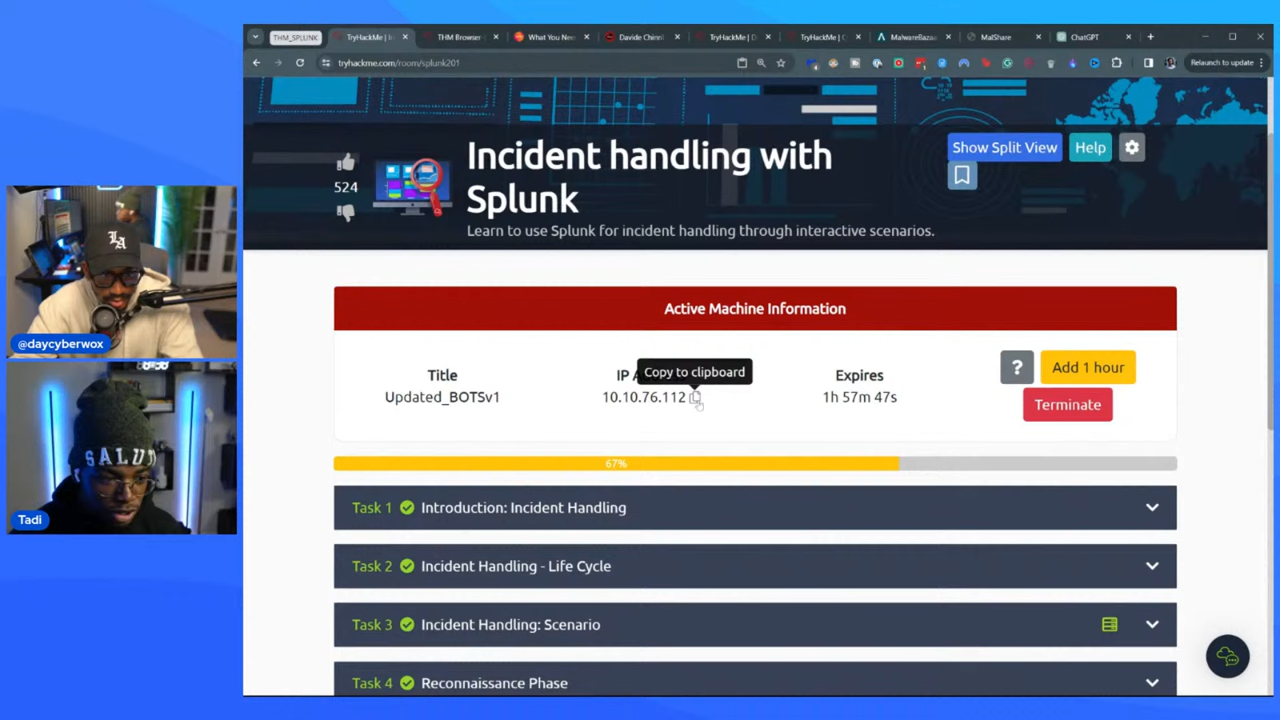 THM_SPLUNK
TryHackMe | In
THM Browser
What You Nee
Davide Chinni
TryHackMe | D
TryHackMe | C
MalwareBazaa
MalShare
ChatGPT
tryhackme.com/room/splunk201
Relaunch to update
524
Incident handling with
Splunk
Learn to use Splunk for incident handling through interactive scenarios.
Show Split View
Help
Active Machine Information
Title
Updated_BOTSv1
IP A
Copy to clipboard
10.10.76.112
Expires
1h 57m 47s
?
Add 1 hour
Terminate
67%
Task 1 Introduction: Incident Handling
Task 2 Incident Handling - Life Cycle
Task 3 Incident Handling: Scenario
Task 4 Reconnaissance Phase
LA
@daycyberwox
SALUT
Tadi